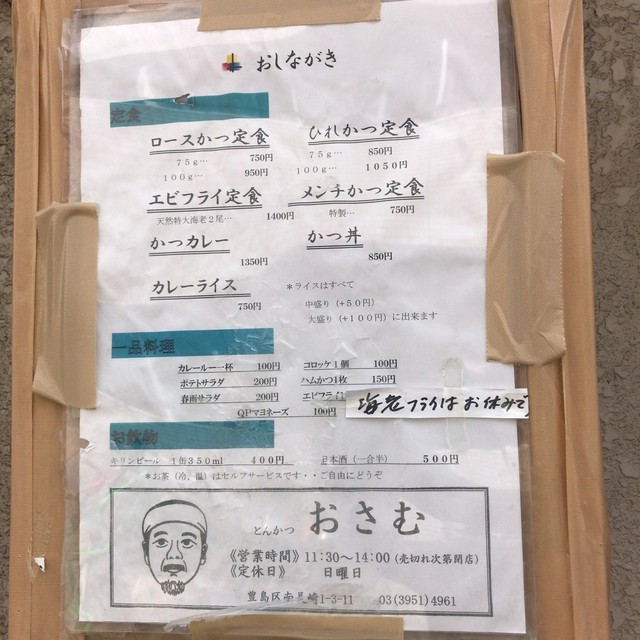 おしながき
定食
ロースかつ定食 ひれかつ定食
75g… 750円 75g… 850円
100g… 950円 100g… 1050円
エビフライ定食 メンチかつ定食
天然特大海老2尾… 1400円 特製… 750円
かつカレー かつ丼
1350円 850円
カレーライス
750円
＊ライスはすべて
中盛り（+50円）
大盛り（+100円）に出来ます
一品料理
カレールー一杯 100円 コロッケ1個 100円
ポテトサラダ 200円 ハムかつ1枚 150円
春雨サラダ 200円 エビフライ
QPマヨネーズ 100円
海老フライはお休みで
お飲物
キリンビール 1缶350ml 400円 日本酒（一合半） 500円
＊お茶（冷、温）はセルフサービスです・・ご自由にどうぞ
とんかつ おさむ
《営業時間》11:30～14:00（売切れ次第閉店）
《定休日》 日曜日
豊島区南長崎1-3-11 03(3951)4961